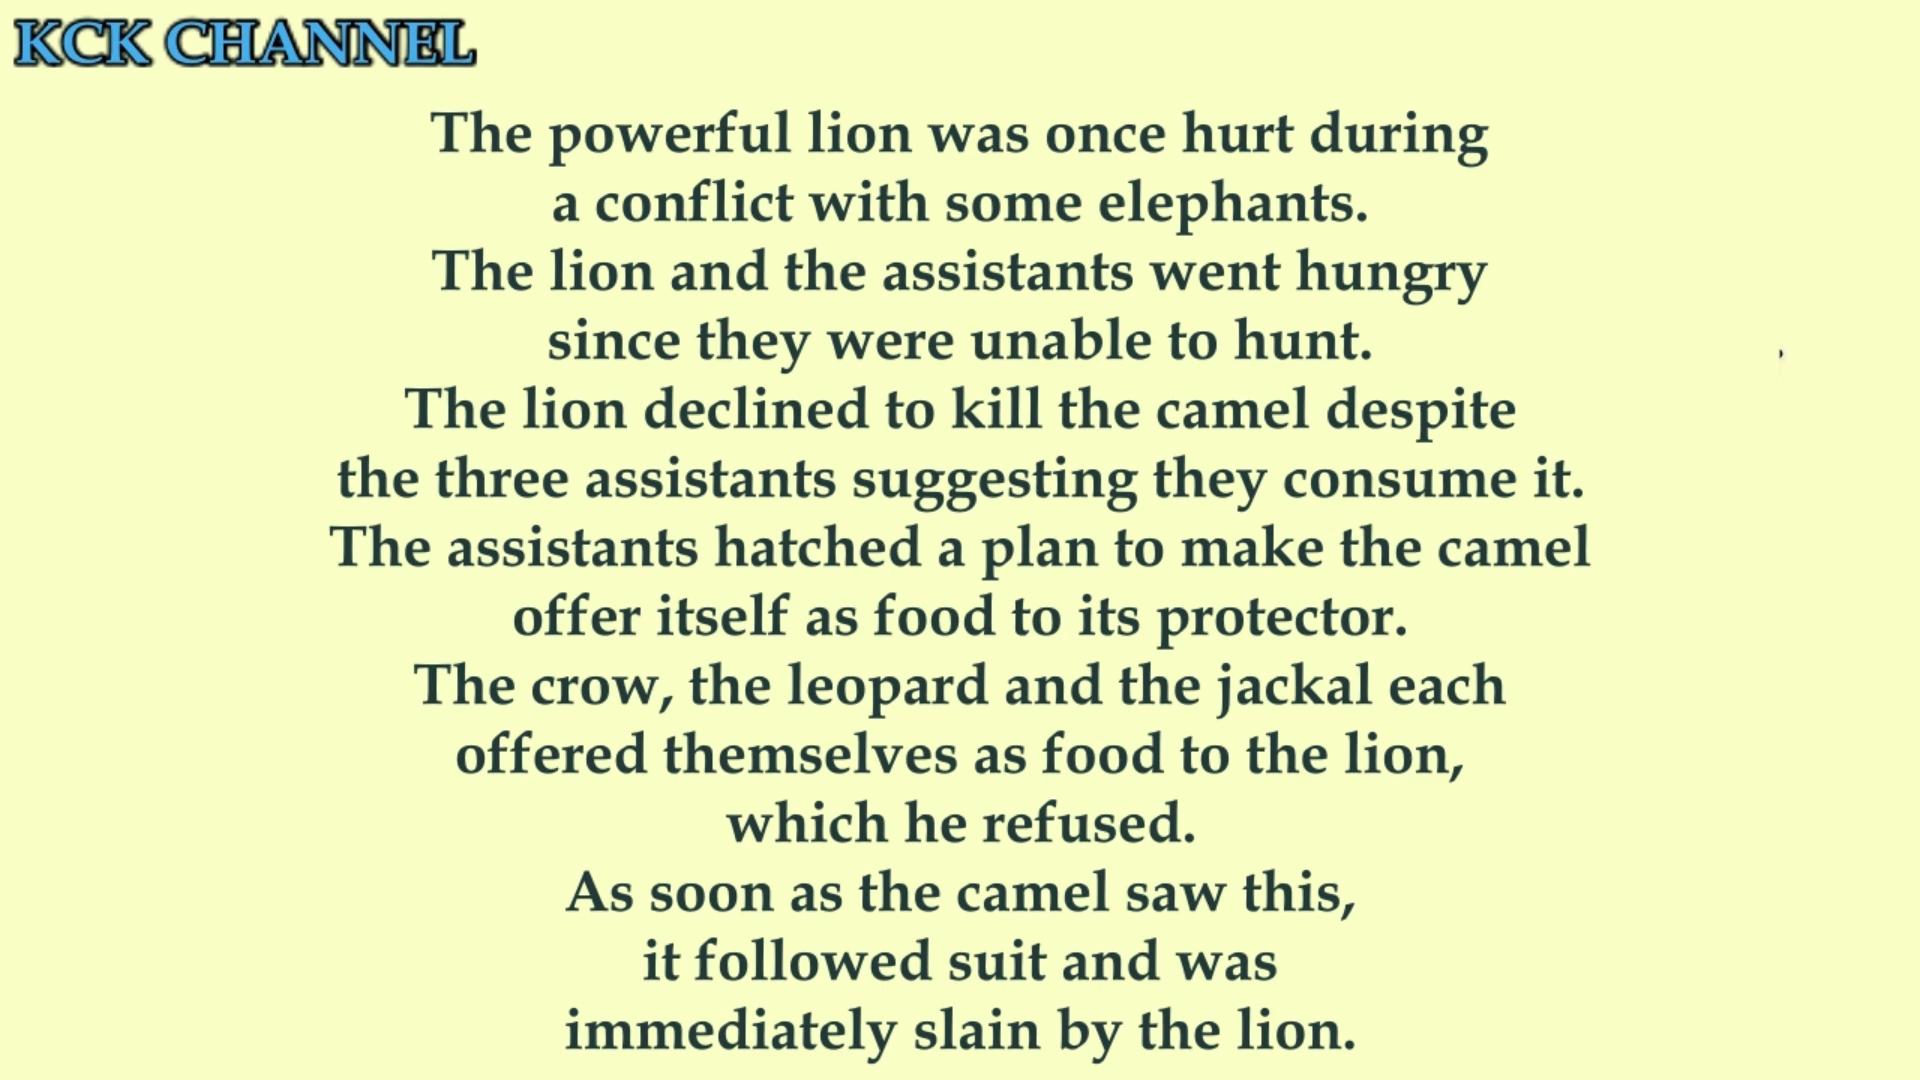 KCK CHANNEL
The powerful lion was once hurt during
a conflict with some elephants.
The lion and the assistants went hungry
since they were unable to hunt.
The lion declined to kill the camel despite
the three assistants suggesting they consume it.
The assistants hatched a plan to make the camel
offer itself as food to its protector.
The crow, the leopard and the jackal each
offered themselves as food to the lion,
which he refused.
As soon as the camel saw this,
it followed suit and was
immediately slain by the lion.